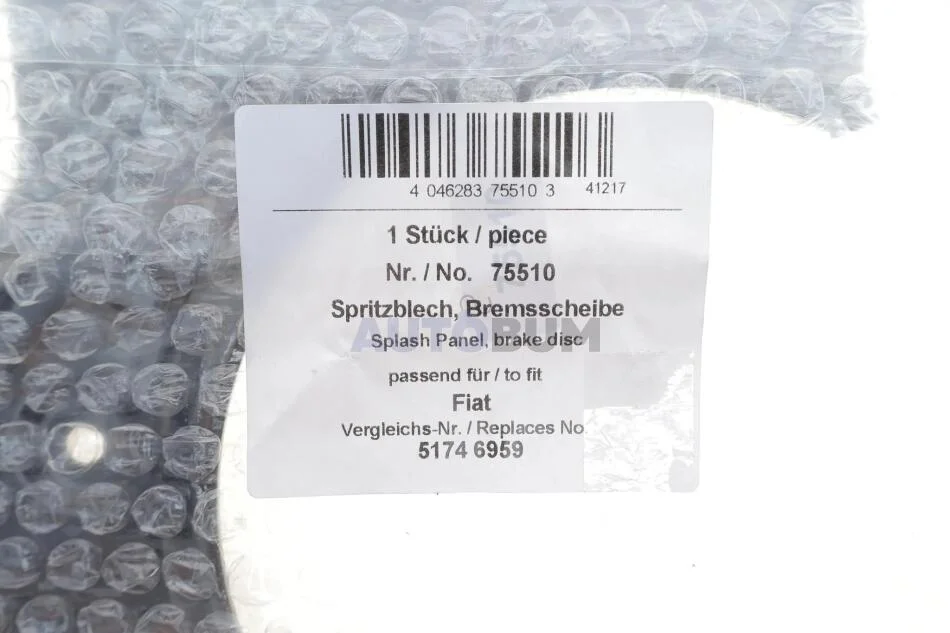 4 046283 75510 3 41217
1 Stück / piece
Nr. / No. 75510
Spritzblech, Bremsscheibe
AUTOBUM
Splash Panel, brake disc
passend für / to fit
Fiat
Vergleichs-Nr. / Replaces No
5174 6959